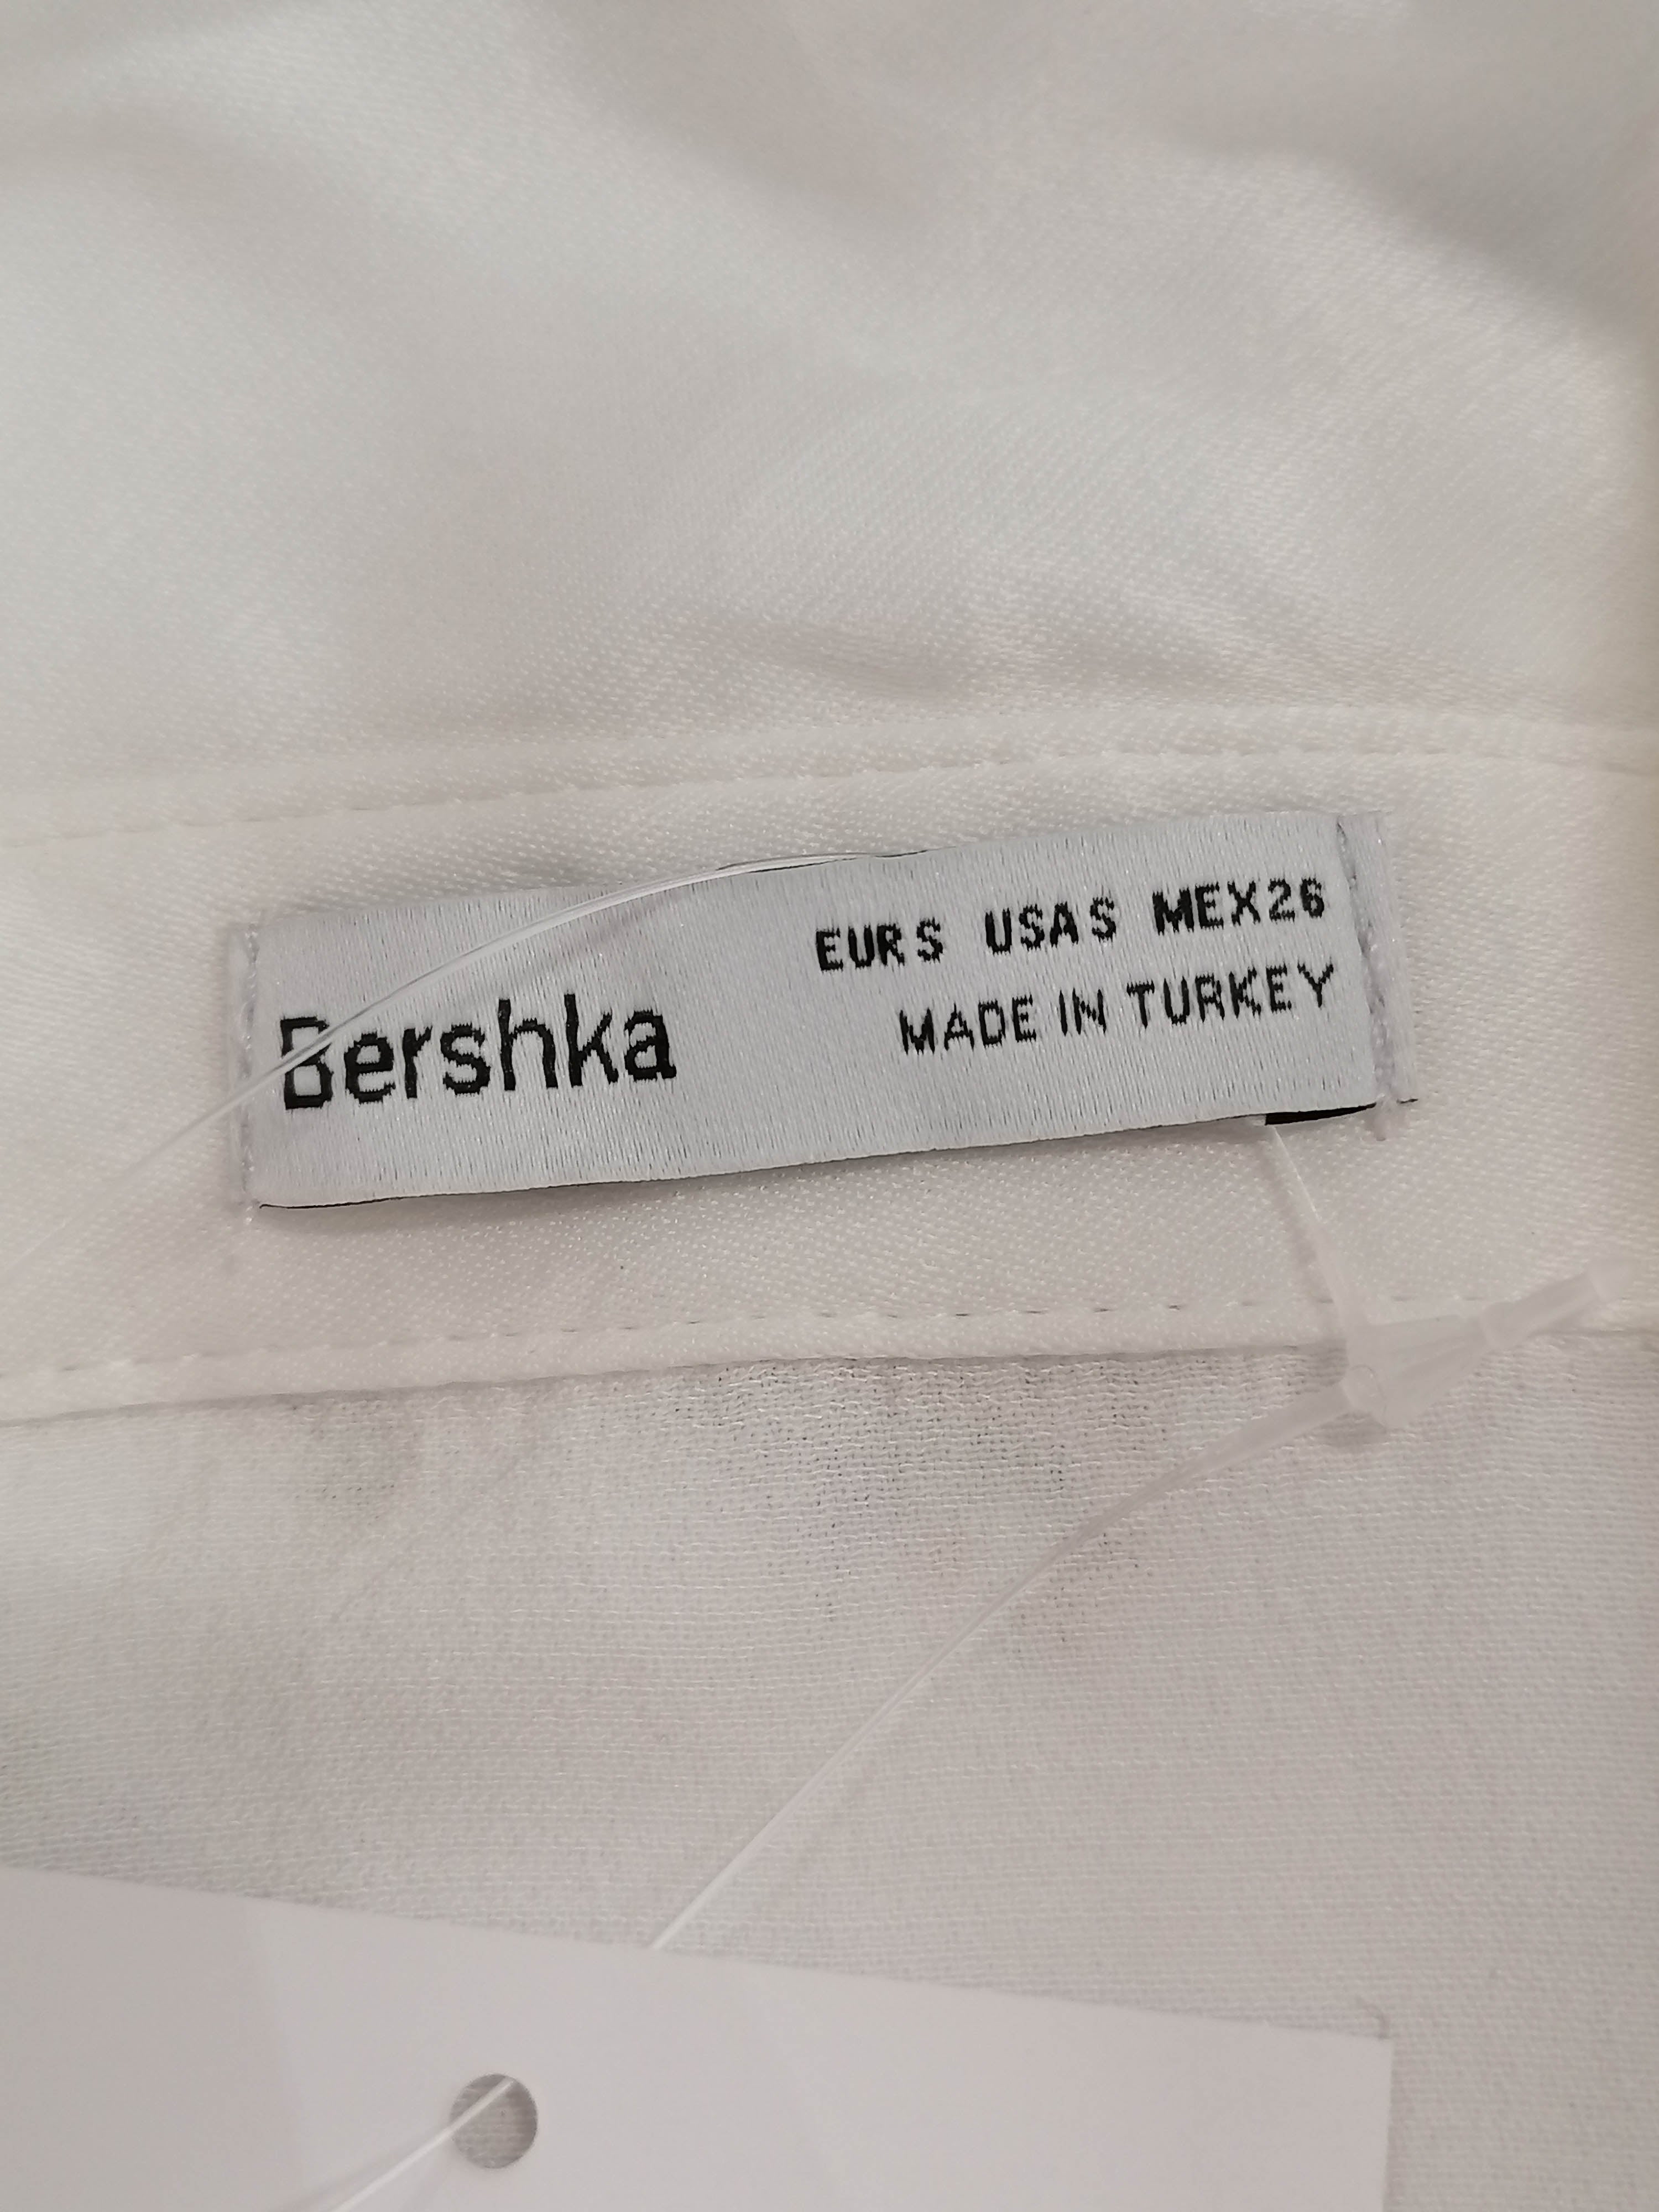 Bershka
EUR S USA S MEX 26
MADE IN TURKEY